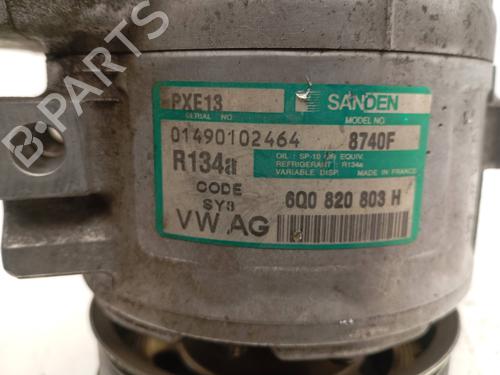 PXE13
SANDEN
SERIAL NO
MODEL NO
01490102464
8740F
R134a
OIL : SP-10 OR EQUIV.
REFRIGERANT : R134a
VARIABLE DISP. MADE IN FRANCE
CODE
SY3
6Q0 820 803 H
VW AG
B-PARTS